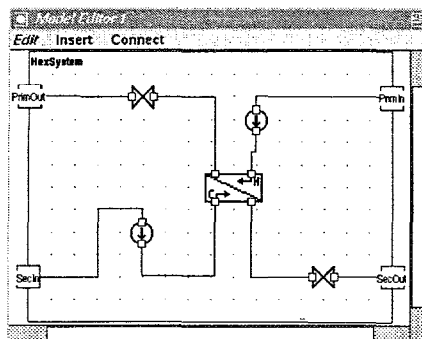 Model Editor 1
Edit Insert Connect
HexSystem
PrimOut
PrimIn
H
C
SecIn
SecOut